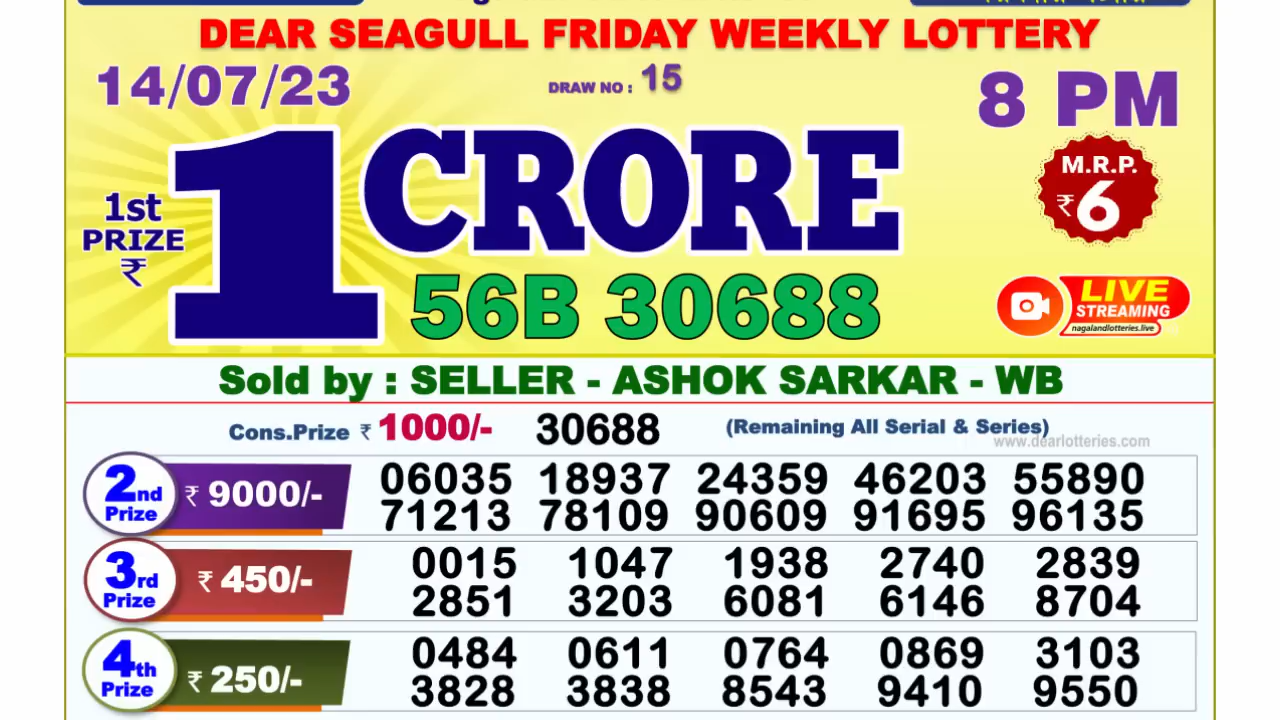 DEAR SEAGULL FRIDAY WEEKLY LOTTERY
14/07/23
DRAW NO : 15
8 PM
1st
PRIZE
₹
1 CRORE
56B 30688
M.R.P.
₹ 6
LIVE
STREAMING
nagalandlotteries.live
Sold by : SELLER - ASHOK SARKAR - WB
Cons.Prize ₹ 1000/- 30688 (Remaining All Serial & Series)
www.dearlotteries.com
2nd Prize ₹ 9000/-
06035 18937 24359 46203 55890
71213 78109 90609 91695 96135
3rd Prize ₹ 450/-
0015 1047 1938 2740 2839
2851 3203 6081 6146 8704
4th Prize ₹ 250/-
0484 0611 0764 0869 3103
3828 3838 8543 9410 9550